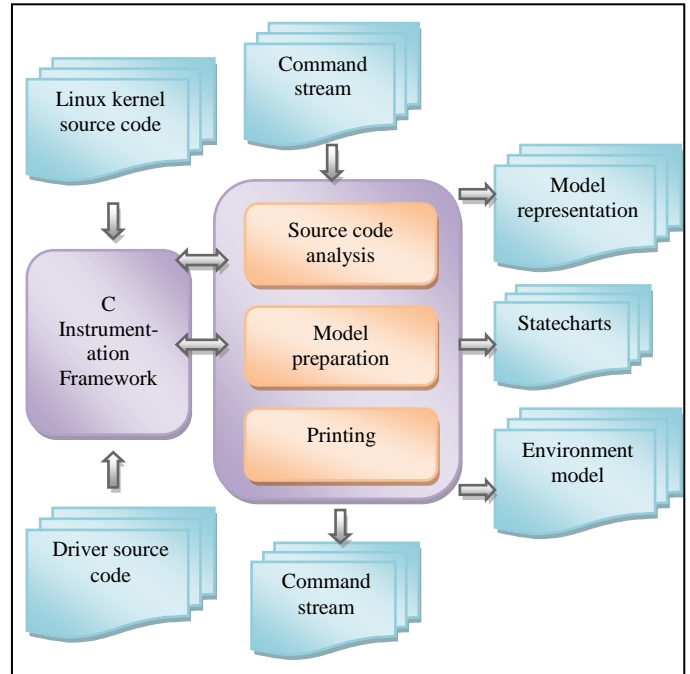 Linux kernel
source code
Command
stream
Model
representation
Source code
analysis
C
Instrument-
ation
Framework
Model
preparation
Statecharts
Printing
Environment
model
Driver source
code
Command
stream